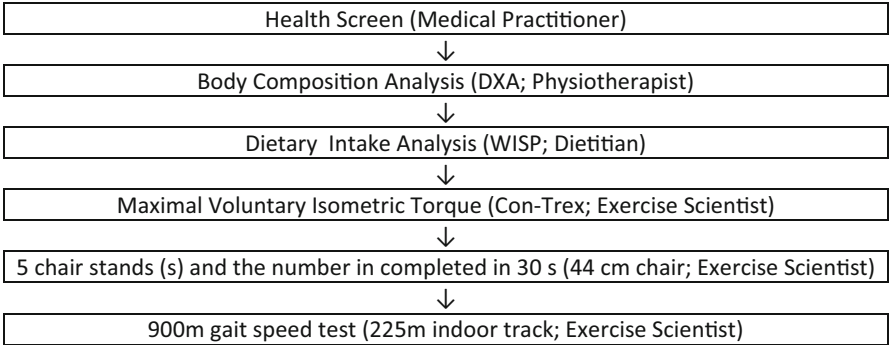 Health Screen (Medical Practitioner)
↓
Body Composition Analysis (DXA; Physiotherapist)
↓
Dietary Intake Analysis (WISP; Dietitian)
↓
Maximal Voluntary Isometric Torque (Con-Trex; Exercise Scientist)
↓
5 chair stands (s) and the number in completed in 30 s (44 cm chair; Exercise Scientist)
↓
900m gait speed test (225m indoor track; Exercise Scientist)